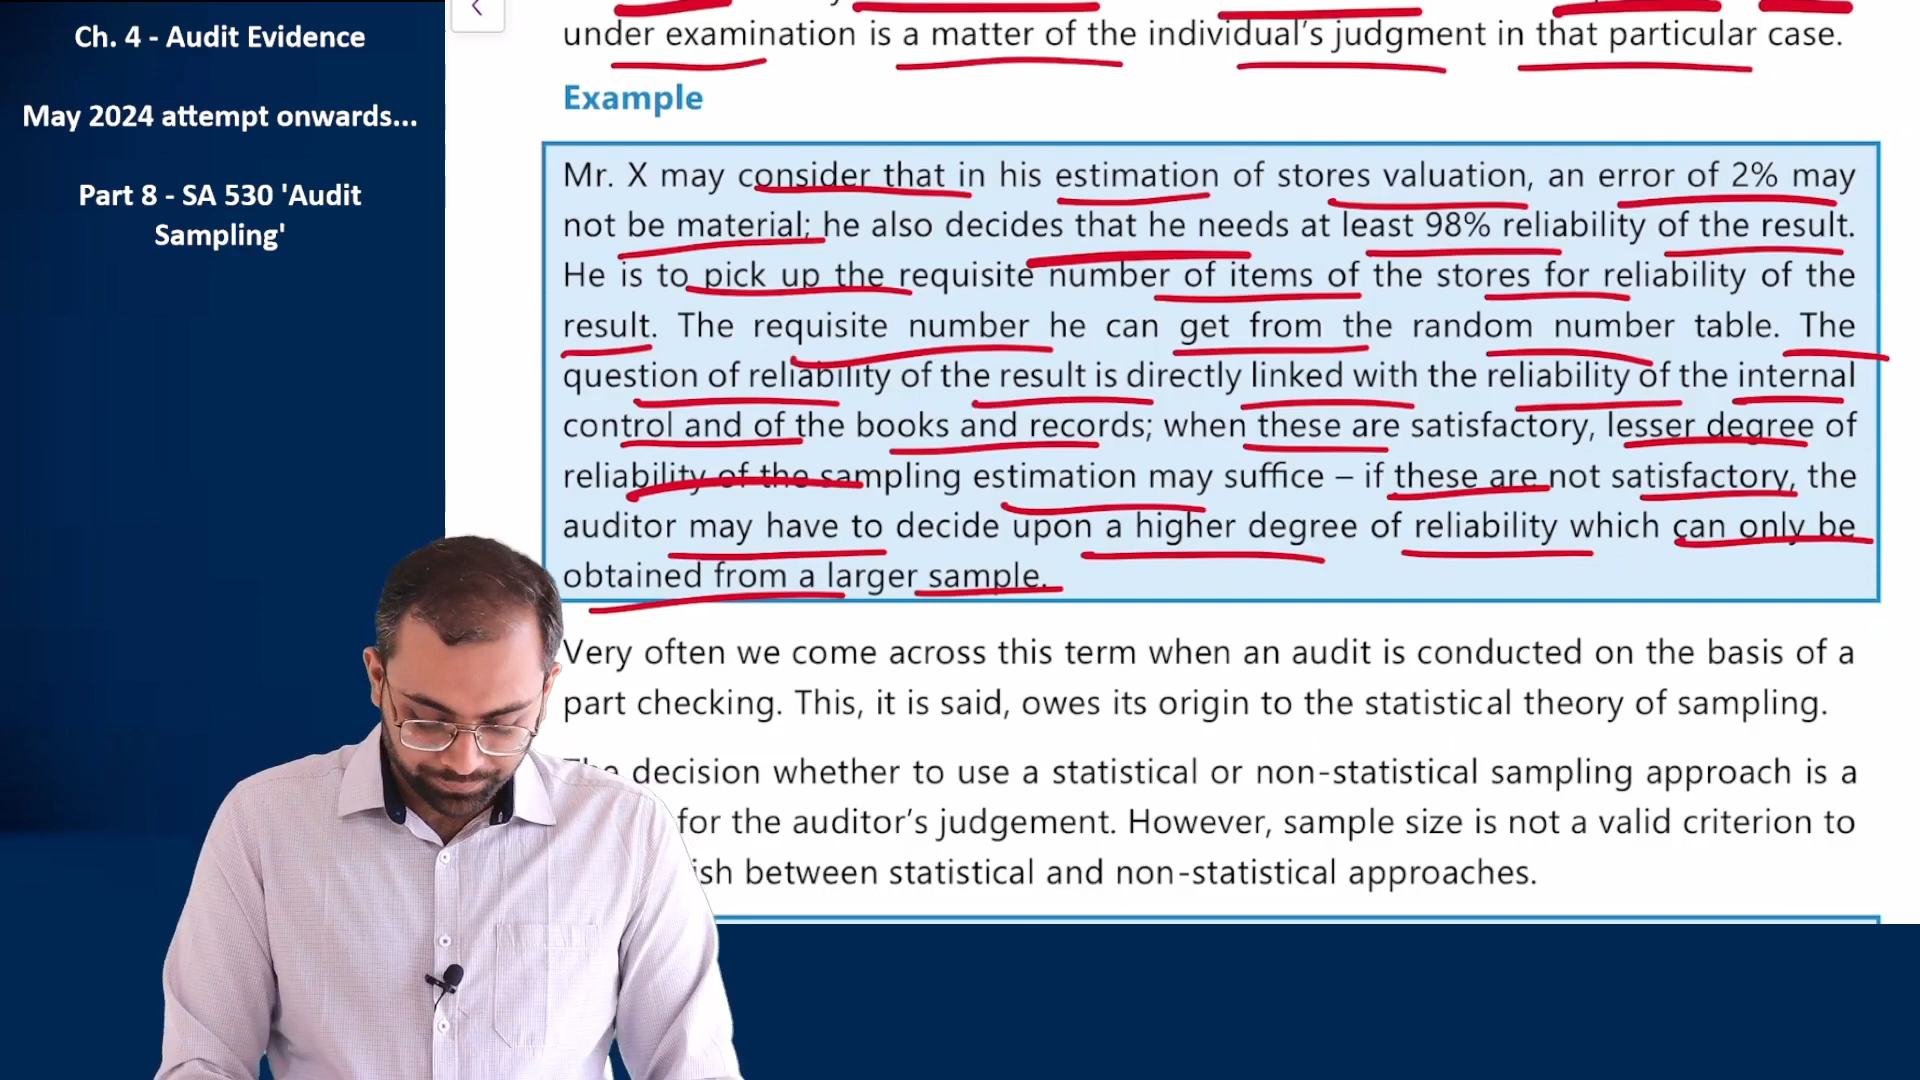 Ch. 4 - Audit Evidence
May 2024 attempt onwards...
Part 8 - SA 530 'Audit
Sampling'
under examination is a matter of the individual’s judgment in that particular case.
Example
Mr. X may consider that in his estimation of stores valuation, an error of 2% may
not be material; he also decides that he needs at least 98% reliability of the result.
He is to pick up the requisite number of items of the stores for reliability of the
result. The requisite number he can get from the random number table. The
question of reliability of the result is directly linked with the reliability of the internal
control and of the books and records; when these are satisfactory, lesser degree of
reliability of the sampling estimation may suffice – if these are not satisfactory, the
auditor may have to decide upon a higher degree of reliability which can only be
obtained from a larger sample.
Very often we come across this term when an audit is conducted on the basis of a
part checking. This, it is said, owes its origin to the statistical theory of sampling.
decision whether to use a statistical or non-statistical sampling approach is a
for the auditor’s judgement. However, sample size is not a valid criterion to
between statistical and non-statistical approaches.